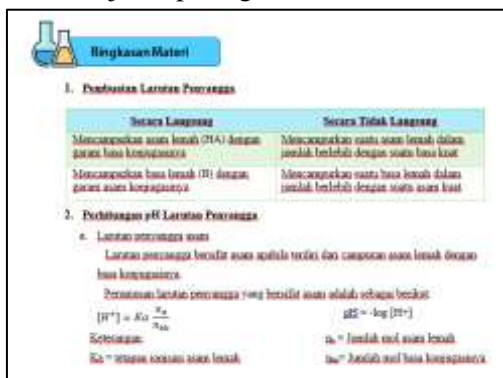 Ringkasan Materi
1. Pembuatan Larutan Penyangga
Secara Langsung
Secara Tidak Langsung
Mencampurkan asam lemah (HA) dengan
garam basa konjugasinya
Mencampurkan suatu asam lemah dalam
jumlah berlebih dengan suatu basa kuat
Mencampurkan basa lemah (B) dengan
garam asam konjugasinya
Mencampurkan suatu basa lemah dalam
jumlah berlebih dengan suatu asam kuat
2. Perhitungan pH Larutan Penyangga
a. Larutan penyangga asam
Larutan penyangga bersifat asam apabila terdiri dari campuran asam lemah dengan
basa konjugasinya.
Persamaan larutan penyangga yang bersifat asam adalah sebagai berikut:
[H⁺] = Ka
pH = -log [H+]
Keterangan:
= Jumlah mol asam lemah
Ka = tetapan ionisasi asam lemah
= Jumlah mol basa konjugasinya